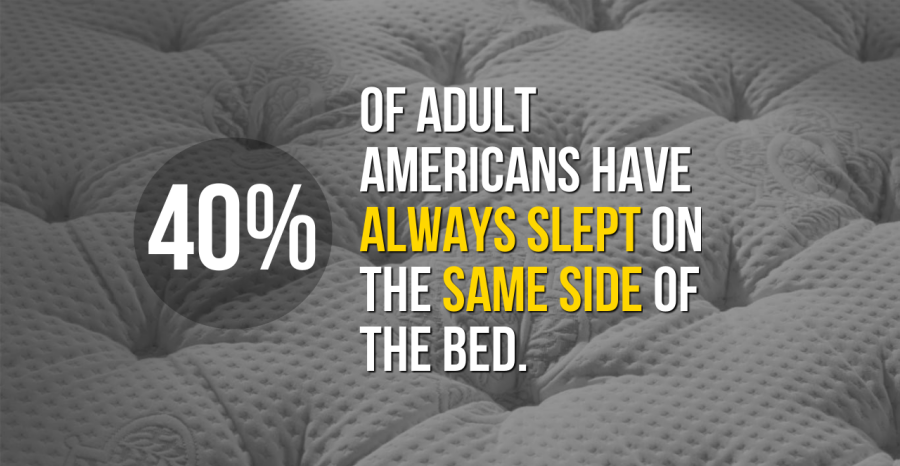 40%
OF ADULT
AMERICANS HAVE
ALWAYS SLEPT ON
THE SAME SIDE OF
THE BED.